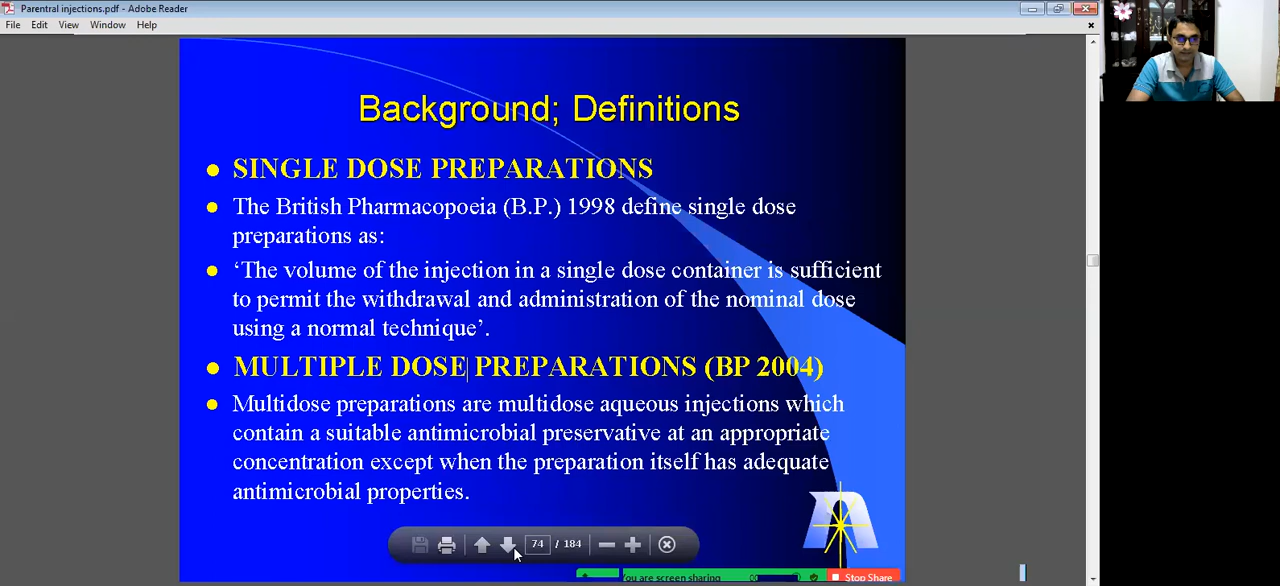 Parentral injections.pdf - Adobe Reader
File Edit View Window Help
Background; Definitions
SINGLE DOSE PREPARATIONS
The British Pharmacopoeia (B.P.) 1998 define single dose
preparations as:
‘The volume of the injection in a single dose container is sufficient
to permit the withdrawal and administration of the nominal dose
using a normal technique’.
MULTIPLE DOSE PREPARATIONS (BP 2004)
Multidose preparations are multidose aqueous injections which
contain a suitable antimicrobial preservative at an appropriate
concentration except when the preparation itself has adequate
antimicrobial properties.
74 / 184
You are screen sharing
Stop Share